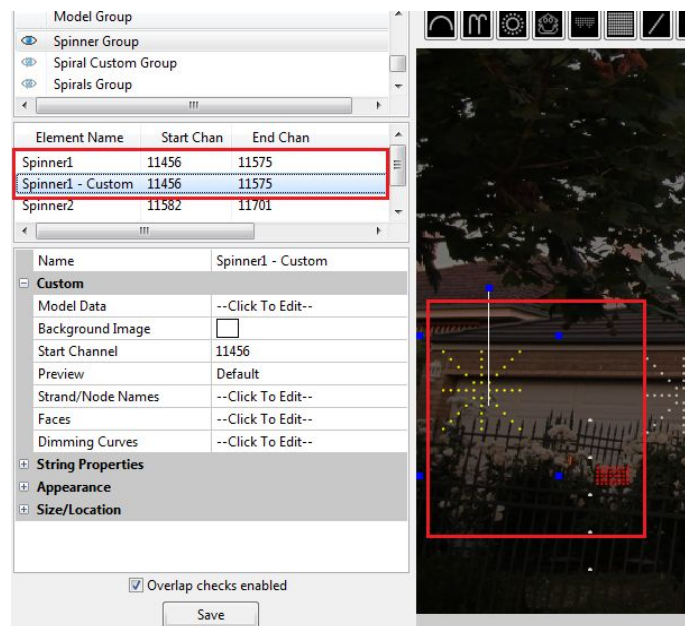 Model Group
Spinner Group
Spiral Custom Group
Spirals Group
Element Name Start Chan End Chan
Spinner1 11456 11575
Spinner1 - Custom 11456 11575
Spinner2 11582 11701
Name Spinner1 - Custom
Custom
Model Data --Click To Edit--
Background Image
Start Channel 11456
Preview Default
Strand/Node Names --Click To Edit--
Faces --Click To Edit--
Dimming Curves --Click To Edit--
String Properties
Appearance
Size/Location
Overlap checks enabled
Save